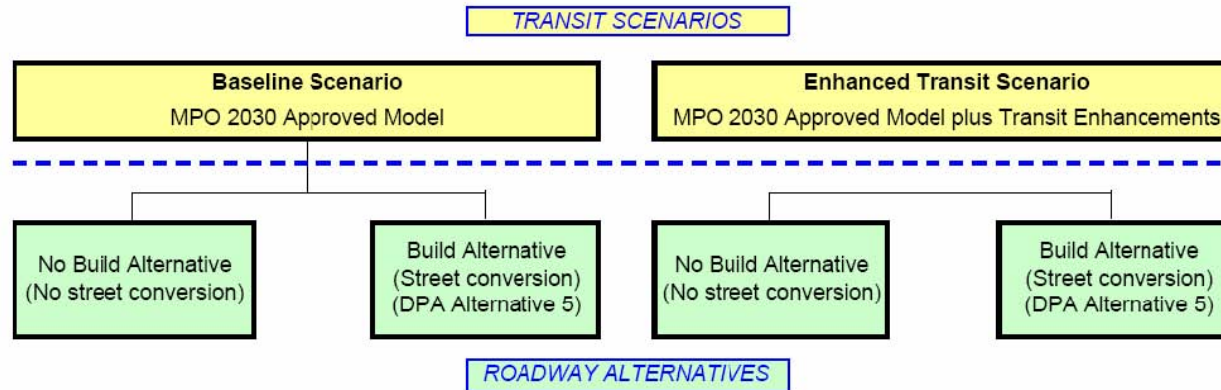 TRANSIT SCENARIOS
Baseline Scenario
MPO 2030 Approved Model
Enhanced Transit Scenario
MPO 2030 Approved Model plus Transit Enhancements
No Build Alternative
(No street conversion)
Build Alternative
(Street conversion)
(DPA Alternative 5)
No Build Alternative
(No street conversion)
Build Alternative
(Street conversion)
(DPA Alternative 5)
ROADWAY ALTERNATIVES